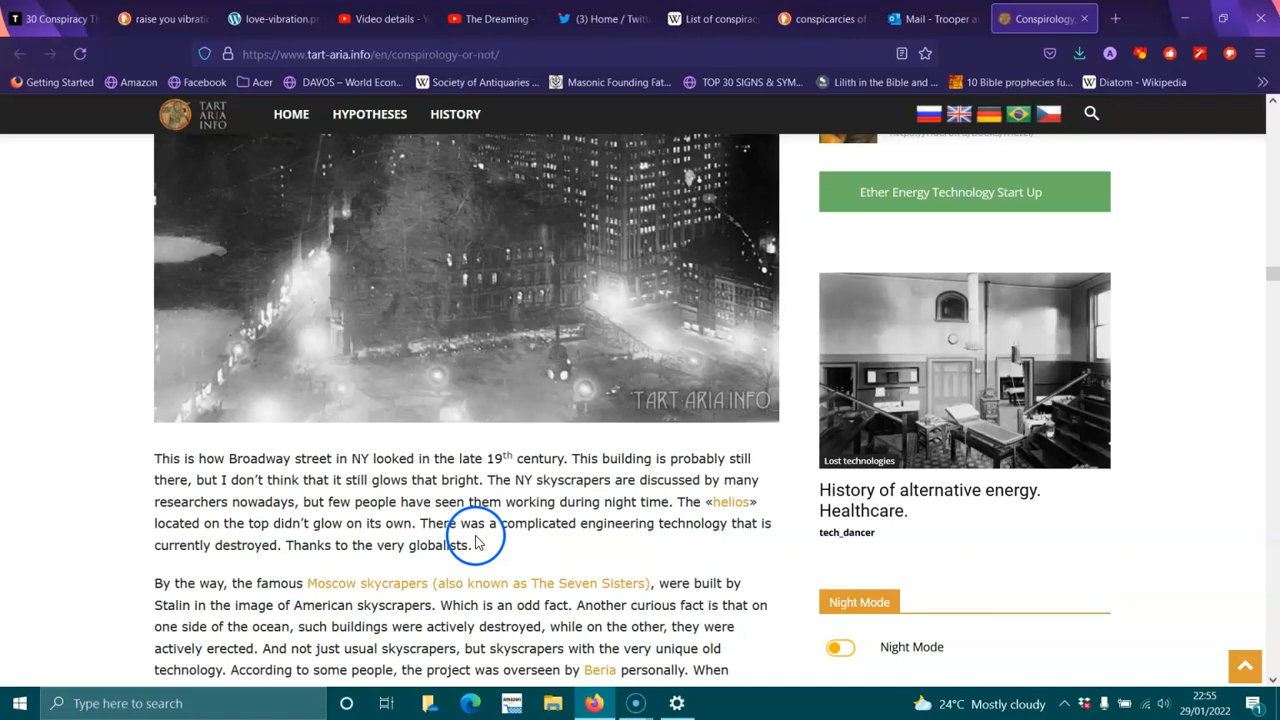 30 Conspiracy T
raise you vibrati
love-vibration.pr
Video details - 
The Dreaming - 
(3) Home / Twitt
List of conspirac
conspicarcies of
Mail - Trooper a
Conspirology,
https://www.tart-aria.info/en/conspirology-or-not/
Getting Started
Amazon
Facebook
Acer
DAVOS – World Econ...
Society of Antiquaries ...
Masonic Founding Fat...
TOP 30 SIGNS & SYM...
Lilith in the Bible and ...
10 Bible prophecies fu...
Diatom - Wikipedia
TART
ARIA
INFO
HOME
HYPOTHESES
HISTORY
Ether Energy Technology Start Up
TART ARIA.INFO
This is how Broadway street in NY looked in the late 19th century. This building is probably still
there, but I don't think that it still glows that bright. The NY skyscrapers are discussed by many
researchers nowadays, but few people have seen them working during night time. The «helios»
located on the top didn't glow on its own. There was a complicated engineering technology that is
currently destroyed. Thanks to the very globalists.
By the way, the famous Moscow skycrapers (also known as The Seven Sisters), were built by
Stalin in the image of American skyscrapers. Which is an odd fact. Another curious fact is that on
one side of the ocean, such buildings were actively destroyed, while on the other, they were
actively erected. And not just usual skyscrapers, but skyscrapers with the very unique old
technology. According to some people, the project was overseen by Beria personally. When
Lost technologies
History of alternative energy.
Healthcare.
tech_dancer
Night Mode
Night Mode
Type here to search
24°C Mostly cloudy
22:55
29/01/2022